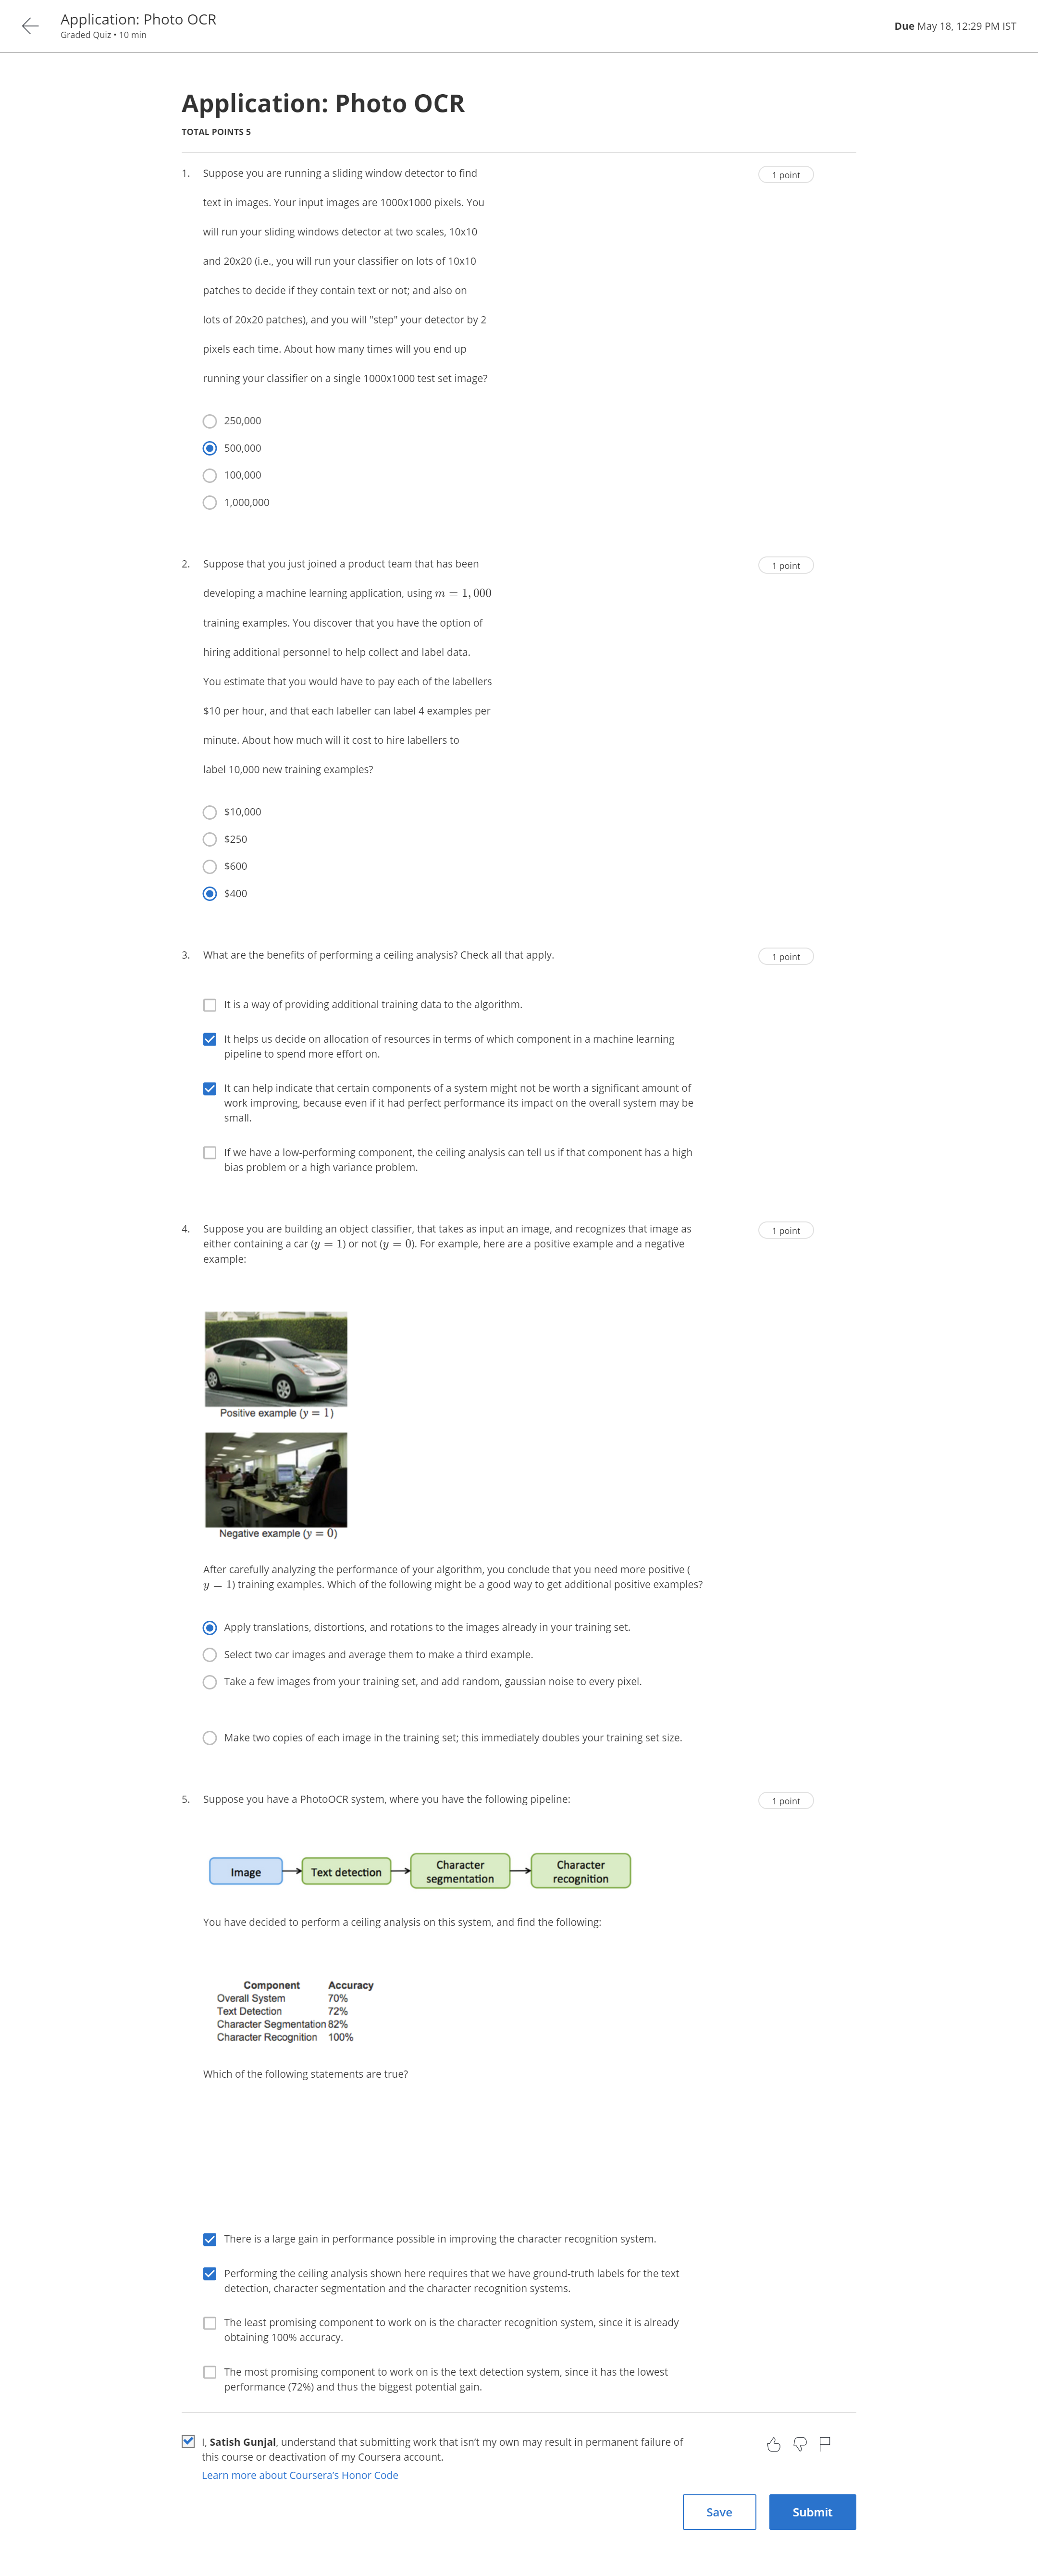 Application: Photo OCR
Graded Quiz • 10 min
Due May 18, 12:29 PM IST
Application: Photo OCR
TOTAL POINTS 5
1. Suppose you are running a sliding window detector to find
1 point
text in images. Your input images are 1000x1000 pixels. You
will run your sliding windows detector at two scales, 10x10
and 20x20 (i.e., you will run your classifier on lots of 10x10
patches to decide if they contain text or not; and also on
lots of 20x20 patches), and you will "step" your detector by 2
pixels each time. About how many times will you end up
running your classifier on a single 1000x1000 test set image?
250,000
500,000
100,000
1,000,000
2. Suppose that you just joined a product team that has been
1 point
developing a machine learning application, using m = 1, 000
training examples. You discover that you have the option of
hiring additional personnel to help collect and label data.
You estimate that you would have to pay each of the labellers
$10 per hour, and that each labeller can label 4 examples per
minute. About how much will it cost to hire labellers to
label 10,000 new training examples?
$10,000
$250
$600
$400
3. What are the benefits of performing a ceiling analysis? Check all that apply.
1 point
It is a way of providing additional training data to the algorithm.
It helps us decide on allocation of resources in terms of which component in a machine learning
pipeline to spend more effort on.
It can help indicate that certain components of a system might not be worth a significant amount of
work improving, because even if it had perfect performance its impact on the overall system may be
small.
If we have a low-performing component, the ceiling analysis can tell us if that component has a high
bias problem or a high variance problem.
4. Suppose you are building an object classifier, that takes as input an image, and recognizes that image as
1 point
either containing a car (y = 1) or not (y = 0). For example, here are a positive example and a negative
example:
Positive example (y = 1)
Negative example (y = 0)
After carefully analyzing the performance of your algorithm, you conclude that you need more positive (
y = 1) training examples. Which of the following might be a good way to get additional positive examples?
Apply translations, distortions, and rotations to the images already in your training set.
Select two car images and average them to make a third example.
Take a few images from your training set, and add random, gaussian noise to every pixel.
Make two copies of each image in the training set; this immediately doubles your training set size.
5. Suppose you have a PhotoOCR system, where you have the following pipeline:
1 point
Image
Text detection
Character
segmentation
Character
recognition
You have decided to perform a ceiling analysis on this system, and find the following:
Component Accuracy
Overall System 70%
Text Detection 72%
Character Segmentation 82%
Character Recognition 100%
Which of the following statements are true?
There is a large gain in performance possible in improving the character recognition system.
Performing the ceiling analysis shown here requires that we have ground-truth labels for the text
detection, character segmentation and the character recognition systems.
The least promising component to work on is the character recognition system, since it is already
obtaining 100% accuracy.
The most promising component to work on is the text detection system, since it has the lowest
performance (72%) and thus the biggest potential gain.
I, Satish Gunjal, understand that submitting work that isn't my own may result in permanent failure of
this course or deactivation of my Coursera account.
Learn more about Coursera's Honor Code
Save
Submit